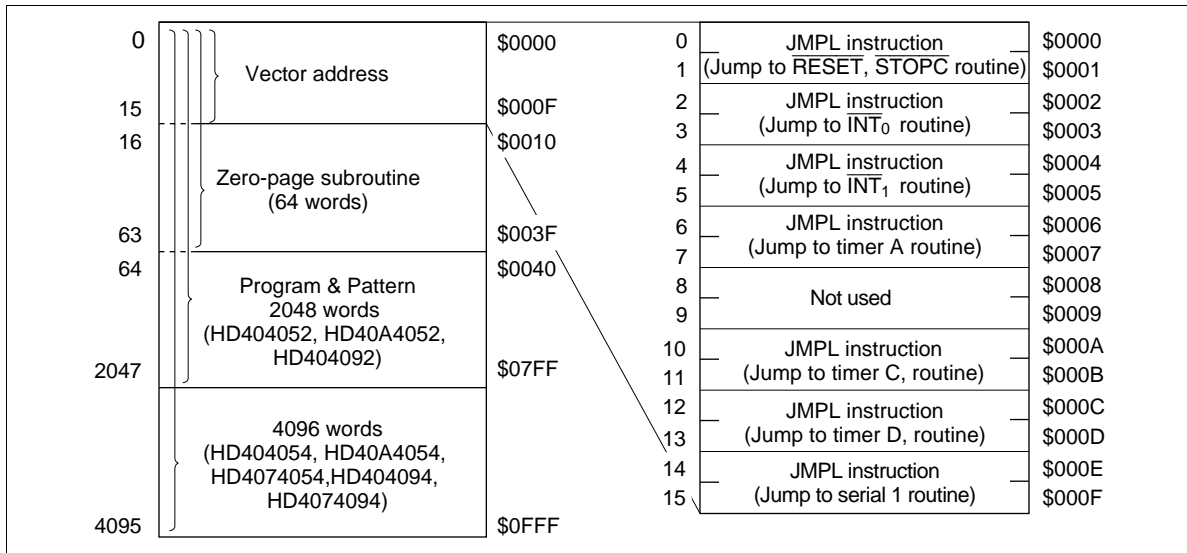 0
Vector address
$0000
15
$000F
16
$0010
Zero-page subroutine
(64 words)
63
$003F
64
$0040
Program & Pattern
2048 words
(HD404052, HD40A4052,
HD404092)
2047
$07FF
4096 words
(HD404054, HD40A4054,
HD4074054,HD404094,
HD4074094)
4095
$0FFF
0
JMPL instruction
$0000
1
(Jump to RESET, STOPC routine)
$0001
2
JMPL instruction
$0002
3
(Jump to INT0 routine)
$0003
4
JMPL instruction
$0004
5
(Jump to INT1 routine)
$0005
6
JMPL instruction
$0006
7
(Jump to timer A routine)
$0007
8
Not used
$0008
9
$0009
10
JMPL instruction
$000A
11
(Jump to timer C, routine)
$000B
12
JMPL instruction
$000C
13
(Jump to timer D, routine)
$000D
14
JMPL instruction
$000E
15
(Jump to serial 1 routine)
$000F